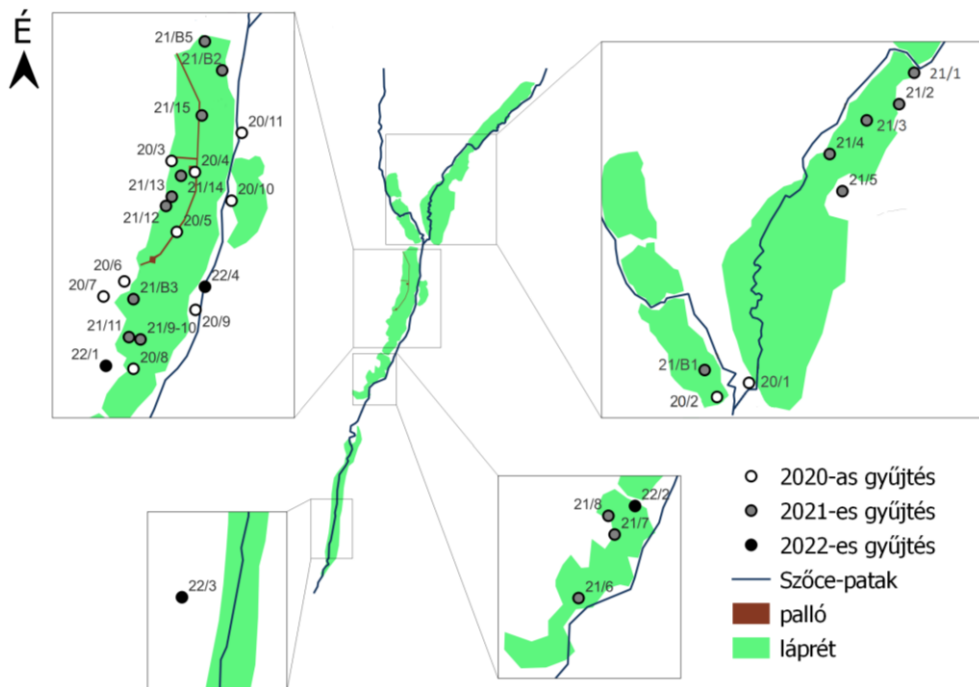 É
21/B5
21/B2
21/15
20/11
20/3
20/4
21/13
21/14
20/10
21/12
20/5
20/6
22/4
20/7
21/B3
20/9
21/11
21/9-10
22/1
20/8
21/1
21/2
21/3
21/4
21/5
21/B1
20/1
20/2
22/3
22/2
21/8
21/7
21/6
2020-as gyűjtés
2021-es gyűjtés
2022-es gyűjtés
Szőce-patak
palló
láprét